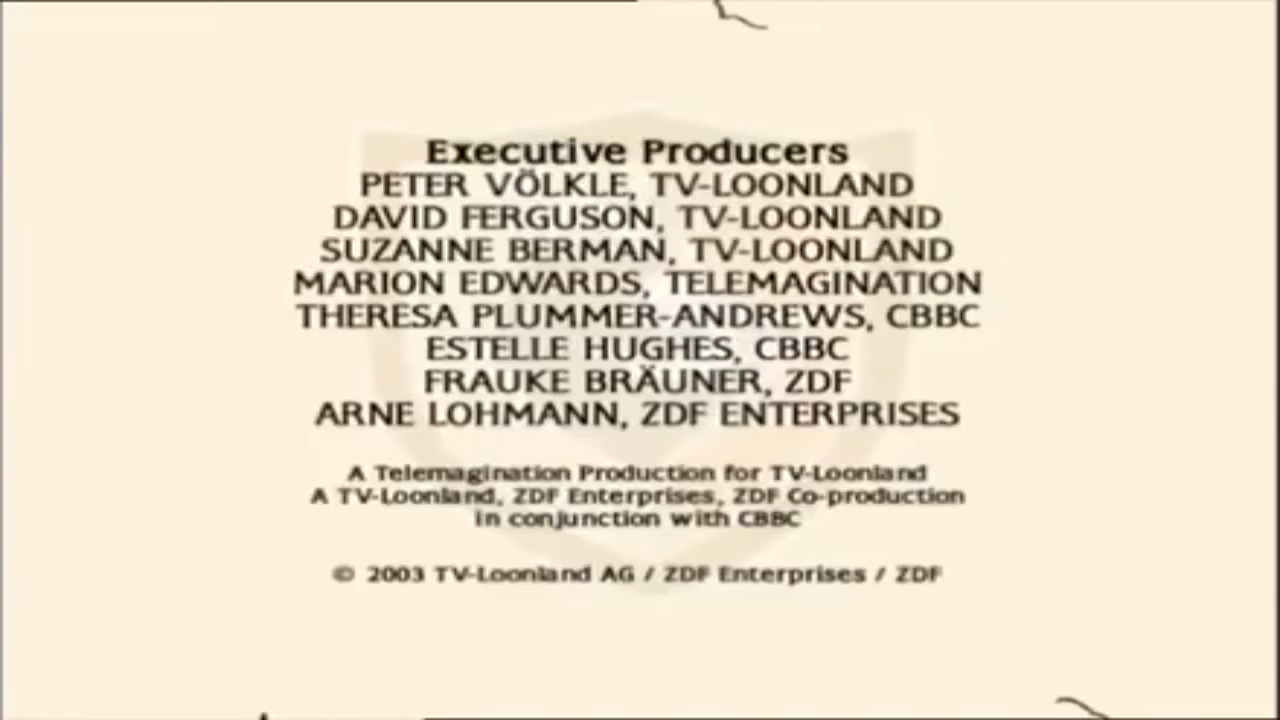 Executive Producers
PETER VÖLKLE, TV-LOONLAND
DAVID FERGUSON, TV-LOONLAND
SUZANNE BERMAN, TV-LOONLAND
MARION EDWARDS, TELEMAGINATION
THERESA PLUMMER-ANDREWS, CBBC
ESTELLE HUGHES, CBBC
FRAUKE BRÄUNER, ZDF
ARNE LOHMANN, ZDF ENTERPRISES
A Telemagination Production for TV-Loonland
A TV-Loonland, ZDF Enterprises, ZDF Co-production
in conjunction with CBBC
© 2003 TV-Loonland AG / ZDF Enterprises / ZDF